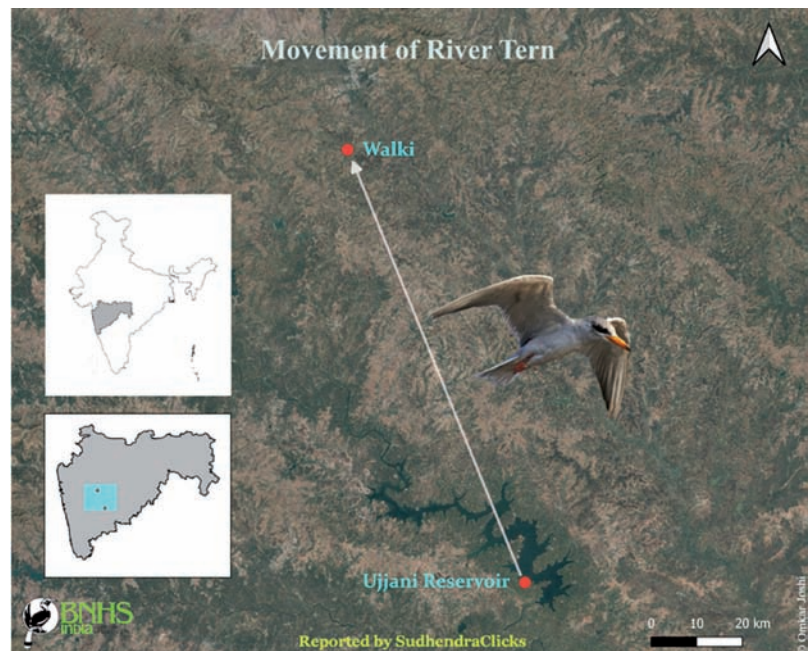 Movement of River Tern
Walki
Ujjani Reservoir
BNHS
INDIA
Reported by SudhendraClicks
0 10 20 km
Omkar Joshi